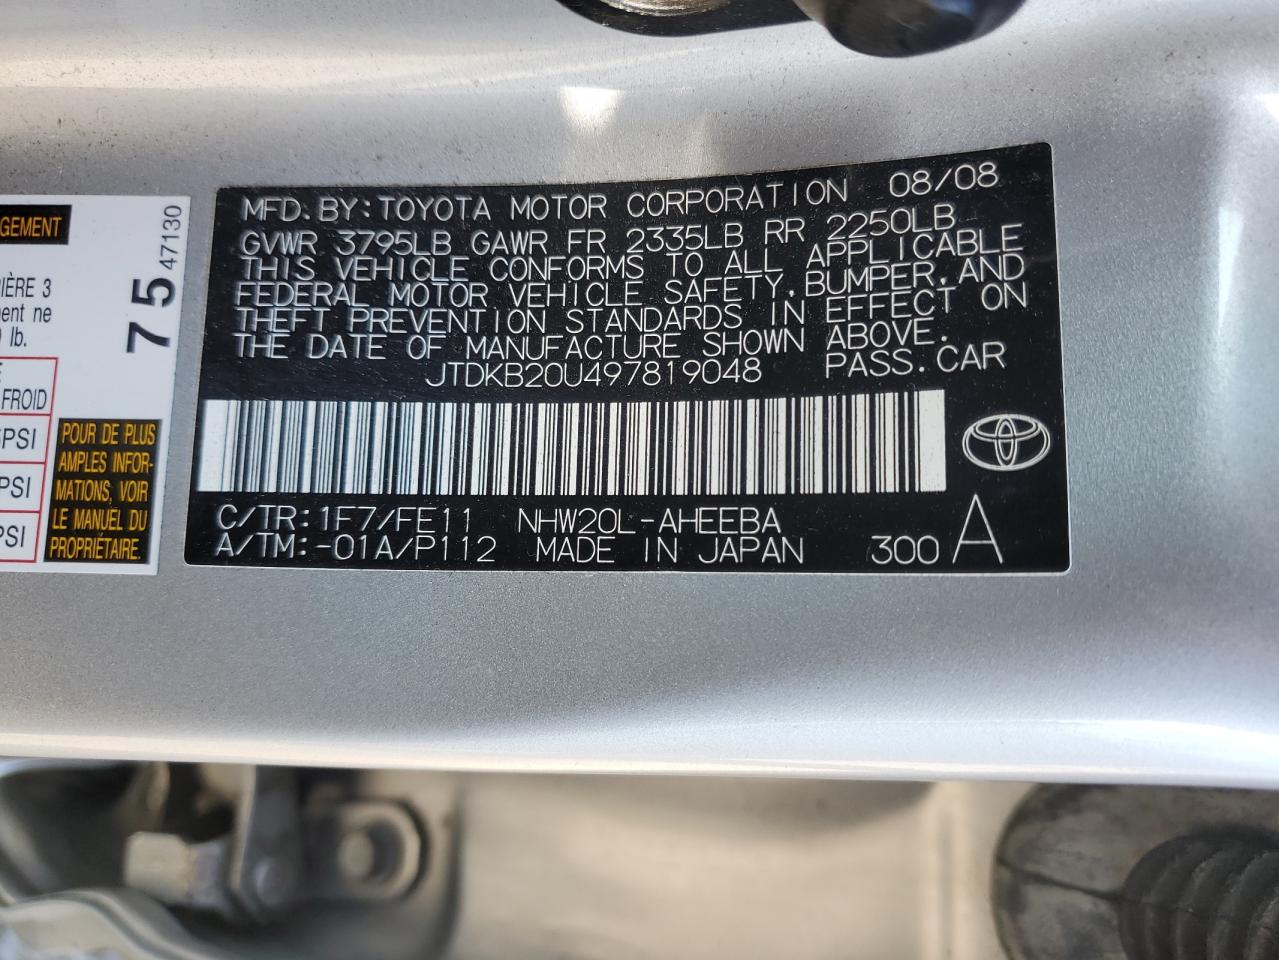 GEMENT
IÈRE 3
ent ne
lb.
FROID
PSI
PSI
PSI
7 5
47130
POUR DE PLUS
AMPLES INFOR-
MATIONS, VOIR
LE MANUEL DU
PROPRIÉTAIRE.
MFD. BY: TOYOTA MOTOR CORPORATION 08/08
GVWR 3795LB GAWR FR 2335LB RR 2250LB
THIS VEHICLE CONFORMS TO ALL APPLICABLE
FEDERAL MOTOR VEHICLE SAFETY, BUMPER, AND
THEFT PREVENTION STANDARDS IN EFFECT ON
THE DATE OF MANUFACTURE SHOWN ABOVE.
JTDKB20U497819048 PASS. CAR
C/TR: 1F7/FE11 NHW20L-AHEEBA
A/TM: -01A/P112 MADE IN JAPAN 300 A